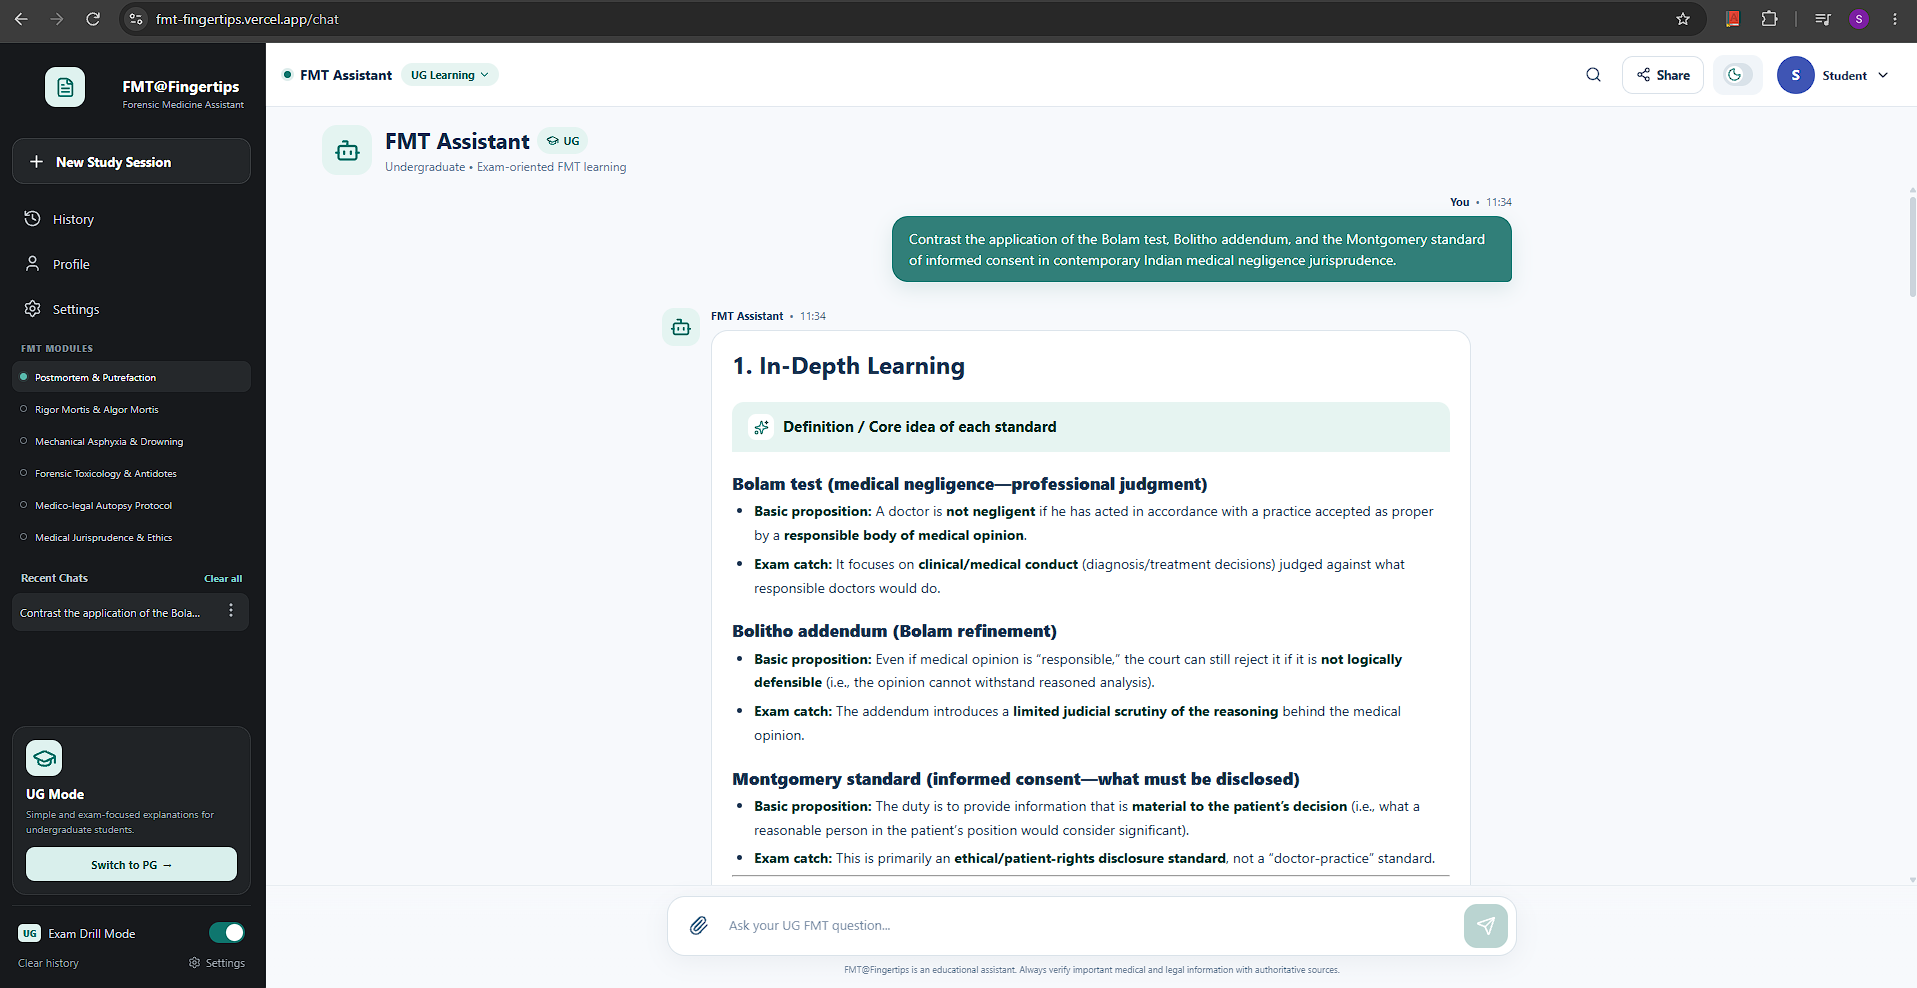 fmt-fingertips.vercel.app/chat
S
FMT@Fingertips
Forensic Medicine Assistant
New Study Session
History
Profile
Settings
FMT MODULES
Postmortem & Putrefaction
Rigor Mortis & Algor Mortis
Mechanical Asphyxia & Drowning
Forensic Toxicology & Antidotes
Medico-legal Autopsy Protocol
Medical Jurisprudence & Ethics
Recent Chats
Clear all
Contrast the application of the Bola...
UG Mode
Simple and exam-focused explanations for
undergraduate students.
Switch to PG →
UG Exam Drill Mode
Clear history
Settings
FMT Assistant
UG Learning
Share
S
Student
FMT Assistant
UG
Undergraduate • Exam-oriented FMT learning
You • 11:34
Contrast the application of the Bolam test, Bolitho addendum, and the Montgomery standard
of informed consent in contemporary Indian medical negligence jurisprudence.
FMT Assistant • 11:34
1. In-Depth Learning
Definition / Core idea of each standard
Bolam test (medical negligence—professional judgment)
• Basic proposition: A doctor is not negligent if he has acted in accordance with a practice accepted as proper
by a responsible body of medical opinion.
• Exam catch: It focuses on clinical/medical conduct (diagnosis/treatment decisions) judged against what
responsible doctors would do.
Bolitho addendum (Bolam refinement)
• Basic proposition: Even if medical opinion is “responsible,” the court can still reject it if it is not logically
defensible (i.e., the opinion cannot withstand reasoned analysis).
• Exam catch: The addendum introduces a limited judicial scrutiny of the reasoning behind the medical
opinion.
Montgomery standard (informed consent—what must be disclosed)
• Basic proposition: The duty is to provide information that is material to the patient’s decision (i.e., what a
reasonable person in the patient’s position would consider significant).
• Exam catch: This is primarily an ethical/patient-rights disclosure standard, not a “doctor-practice” standard.
Ask your UG FMT question...
FMT@Fingertips is an educational assistant. Always verify important medical and legal information with authoritative sources.